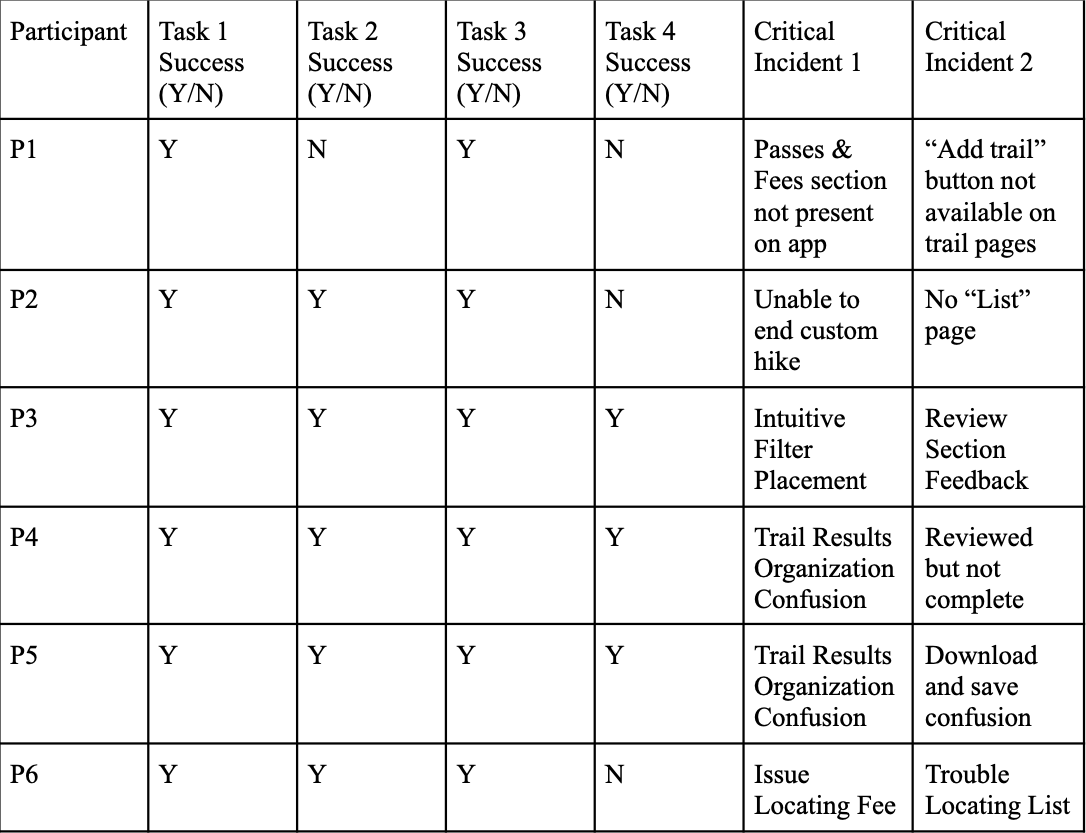 Participant
Task 1
Success
(Y/N)
Task 2
Success
(Y/N)
Task 3
Success
(Y/N)
Task 4
Success
(Y/N)
Critical
Incident 1
Critical
Incident 2
P1
Y
N
Y
N
Passes &
Fees section
not present
on app
“Add trail”
button not
available on
trail pages
P2
Y
Y
Y
N
Unable to
end custom
hike
No “List”
page
P3
Y
Y
Y
Y
Intuitive
Filter
Placement
Review
Section
Feedback
P4
Y
Y
Y
Y
Trail Results
Organization
Confusion
Reviewed
but not
complete
P5
Y
Y
Y
Y
Trail Results
Organization
Confusion
Download
and save
confusion
P6
Y
Y
Y
N
Issue
Locating Fee
Trouble
Locating List